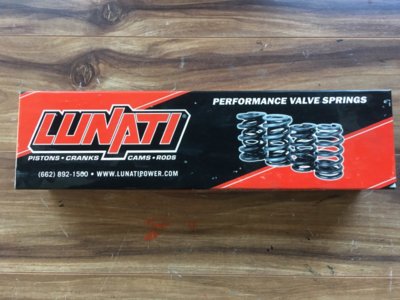 PERFORMANCE VALVE SPRINGS
LUNATI
PISTONS • CRANKS CAMS • RODS
(662) 892-1500 • WWW.LUNATIPOWER.COM